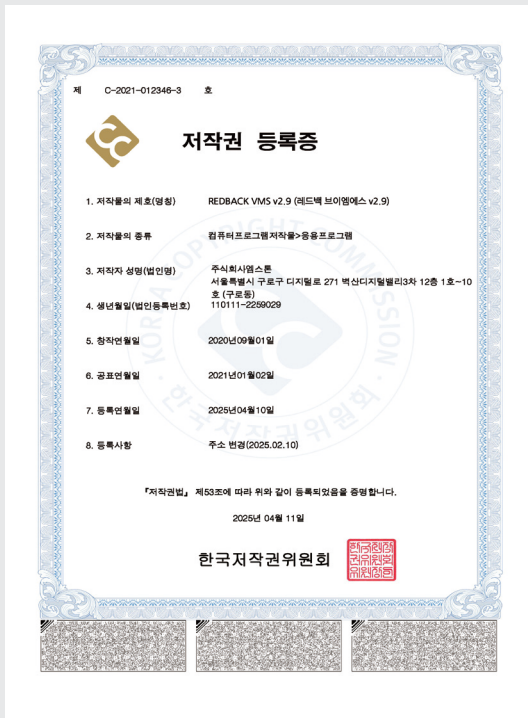 제 C-2021-012346-3 호
저작권 등록증
1. 저작물의 제호(명칭) REDBACK VMS v2.9 (레드백 브이엠에스 v2.9)
2. 저작물의 종류 컴퓨터프로그램저작물>응용프로그램
3. 저작자 성명(법인명) 주식회사엠스톤
서울특별시 구로구 디지털로 271 벽산디지털밸리3차 12층 1호~10
호 (구로동)
4. 생년월일(법인등록번호) 110111-2259029
5. 창작연월일 2020년09월01일
6. 공표연월일 2021년01월02일
7. 등록연월일 2025년04월10일
8. 등록사항 주소 변경(2025.02.10)
『저작권법』 제53조에 따라 위와 같이 등록되었음을 증명합니다.
2025년 04월 11일
한국저작권위원회
KOREA COPYRIGHT COMMISSION
한국저작권위원회